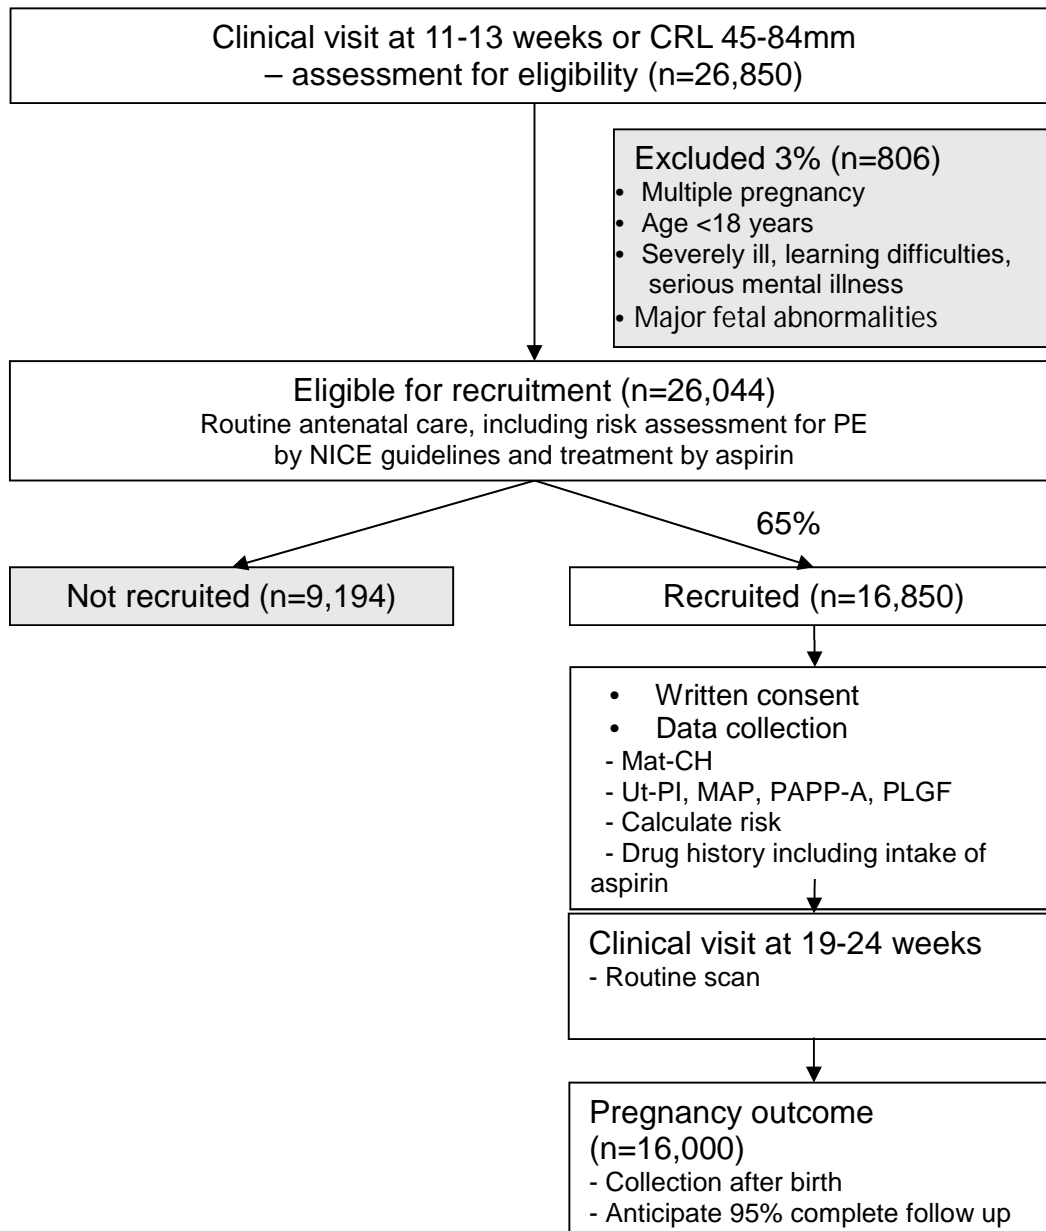 Clinical visit at 11-13 weeks or CRL 45-84mm
– assessment for eligibility (n=26,850)
Excluded 3% (n=806)
• Multiple pregnancy
• Age <18 years
• Severely ill, learning difficulties,
serious mental illness
• Major fetal abnormalities
Eligible for recruitment (n=26,044)
Routine antenatal care, including risk assessment for PE
by NICE guidelines and treatment by aspirin
65%
Not recruited (n=9,194)
Recruited (n=16,850)
• Written consent
• Data collection
- Mat-CH
- Ut-PI, MAP, PAPP-A, PLGF
- Calculate risk
- Drug history including intake of
aspirin
Clinical visit at 19-24 weeks
- Routine scan
Pregnancy outcome
(n=16,000)
- Collection after birth
- Anticipate 95% complete follow up